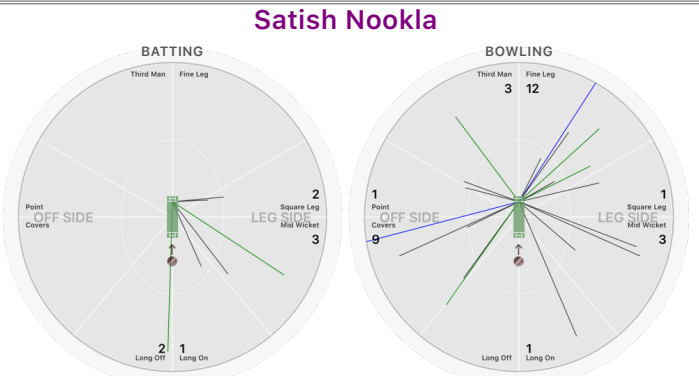 Satish Nookla
BATTING
BOWLING
Third Man
Fine Leg
Third Man
Fine Leg
3
12
2
Square Leg
Point
OFF SIDE
LEG SIDE
Covers
Mid Wicket
3
1
Point
1
Square Leg
OFF SIDE
LEG SIDE
Covers
9
Mid Wicket
3
2
Long Off
1
Long On
Long Off
1
Long On